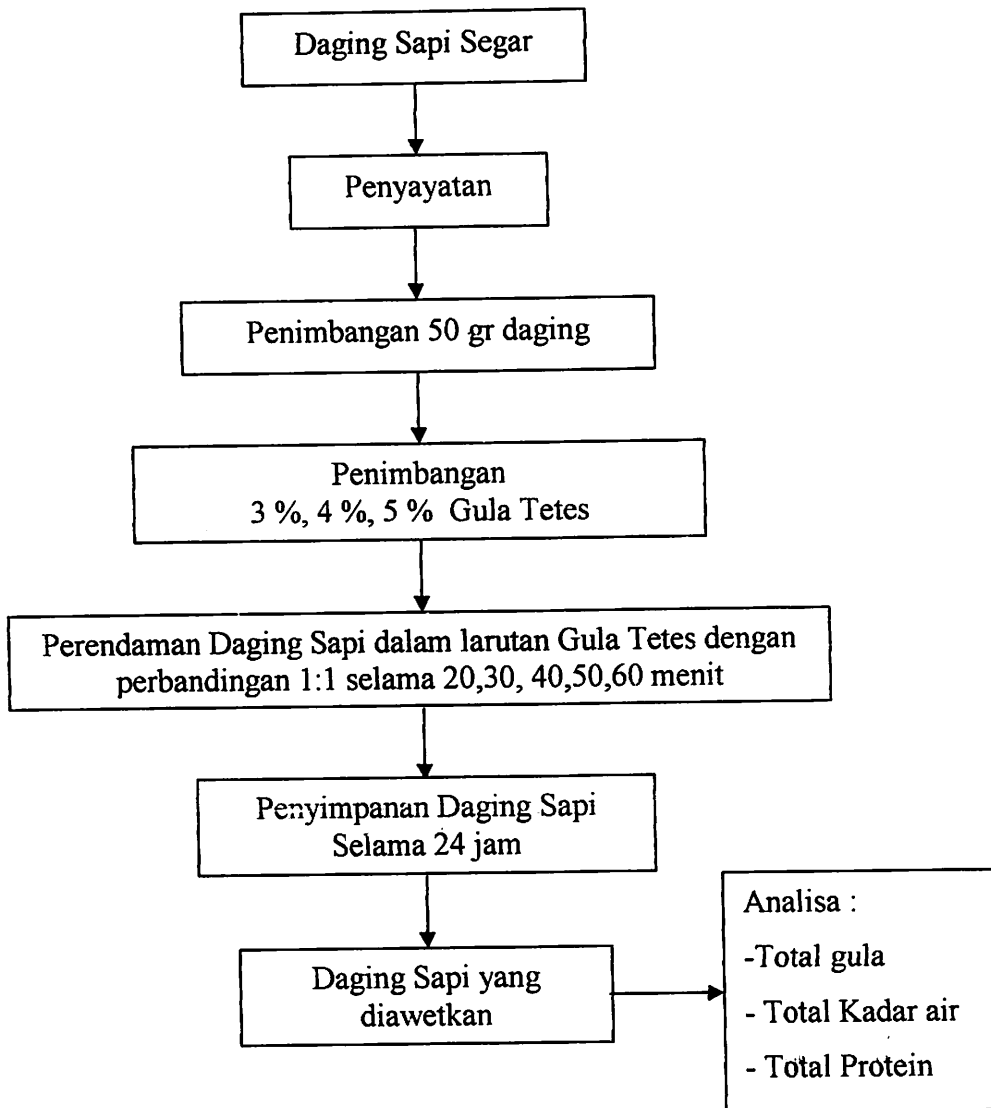 Daging Sapi Segar
Penyayatan
Penimbangan 50 gr daging
Penimbangan
3 %, 4 %, 5 % Gula Tetes
Perendaman Daging Sapi dalam larutan Gula Tetes dengan
perbandingan 1:1 selama 20,30, 40,50,60 menit
Penyimpanan Daging Sapi
Selama 24 jam
Daging Sapi yang
diawetkan
Analisa :
-Total gula
- Total Kadar air
- Total Protein